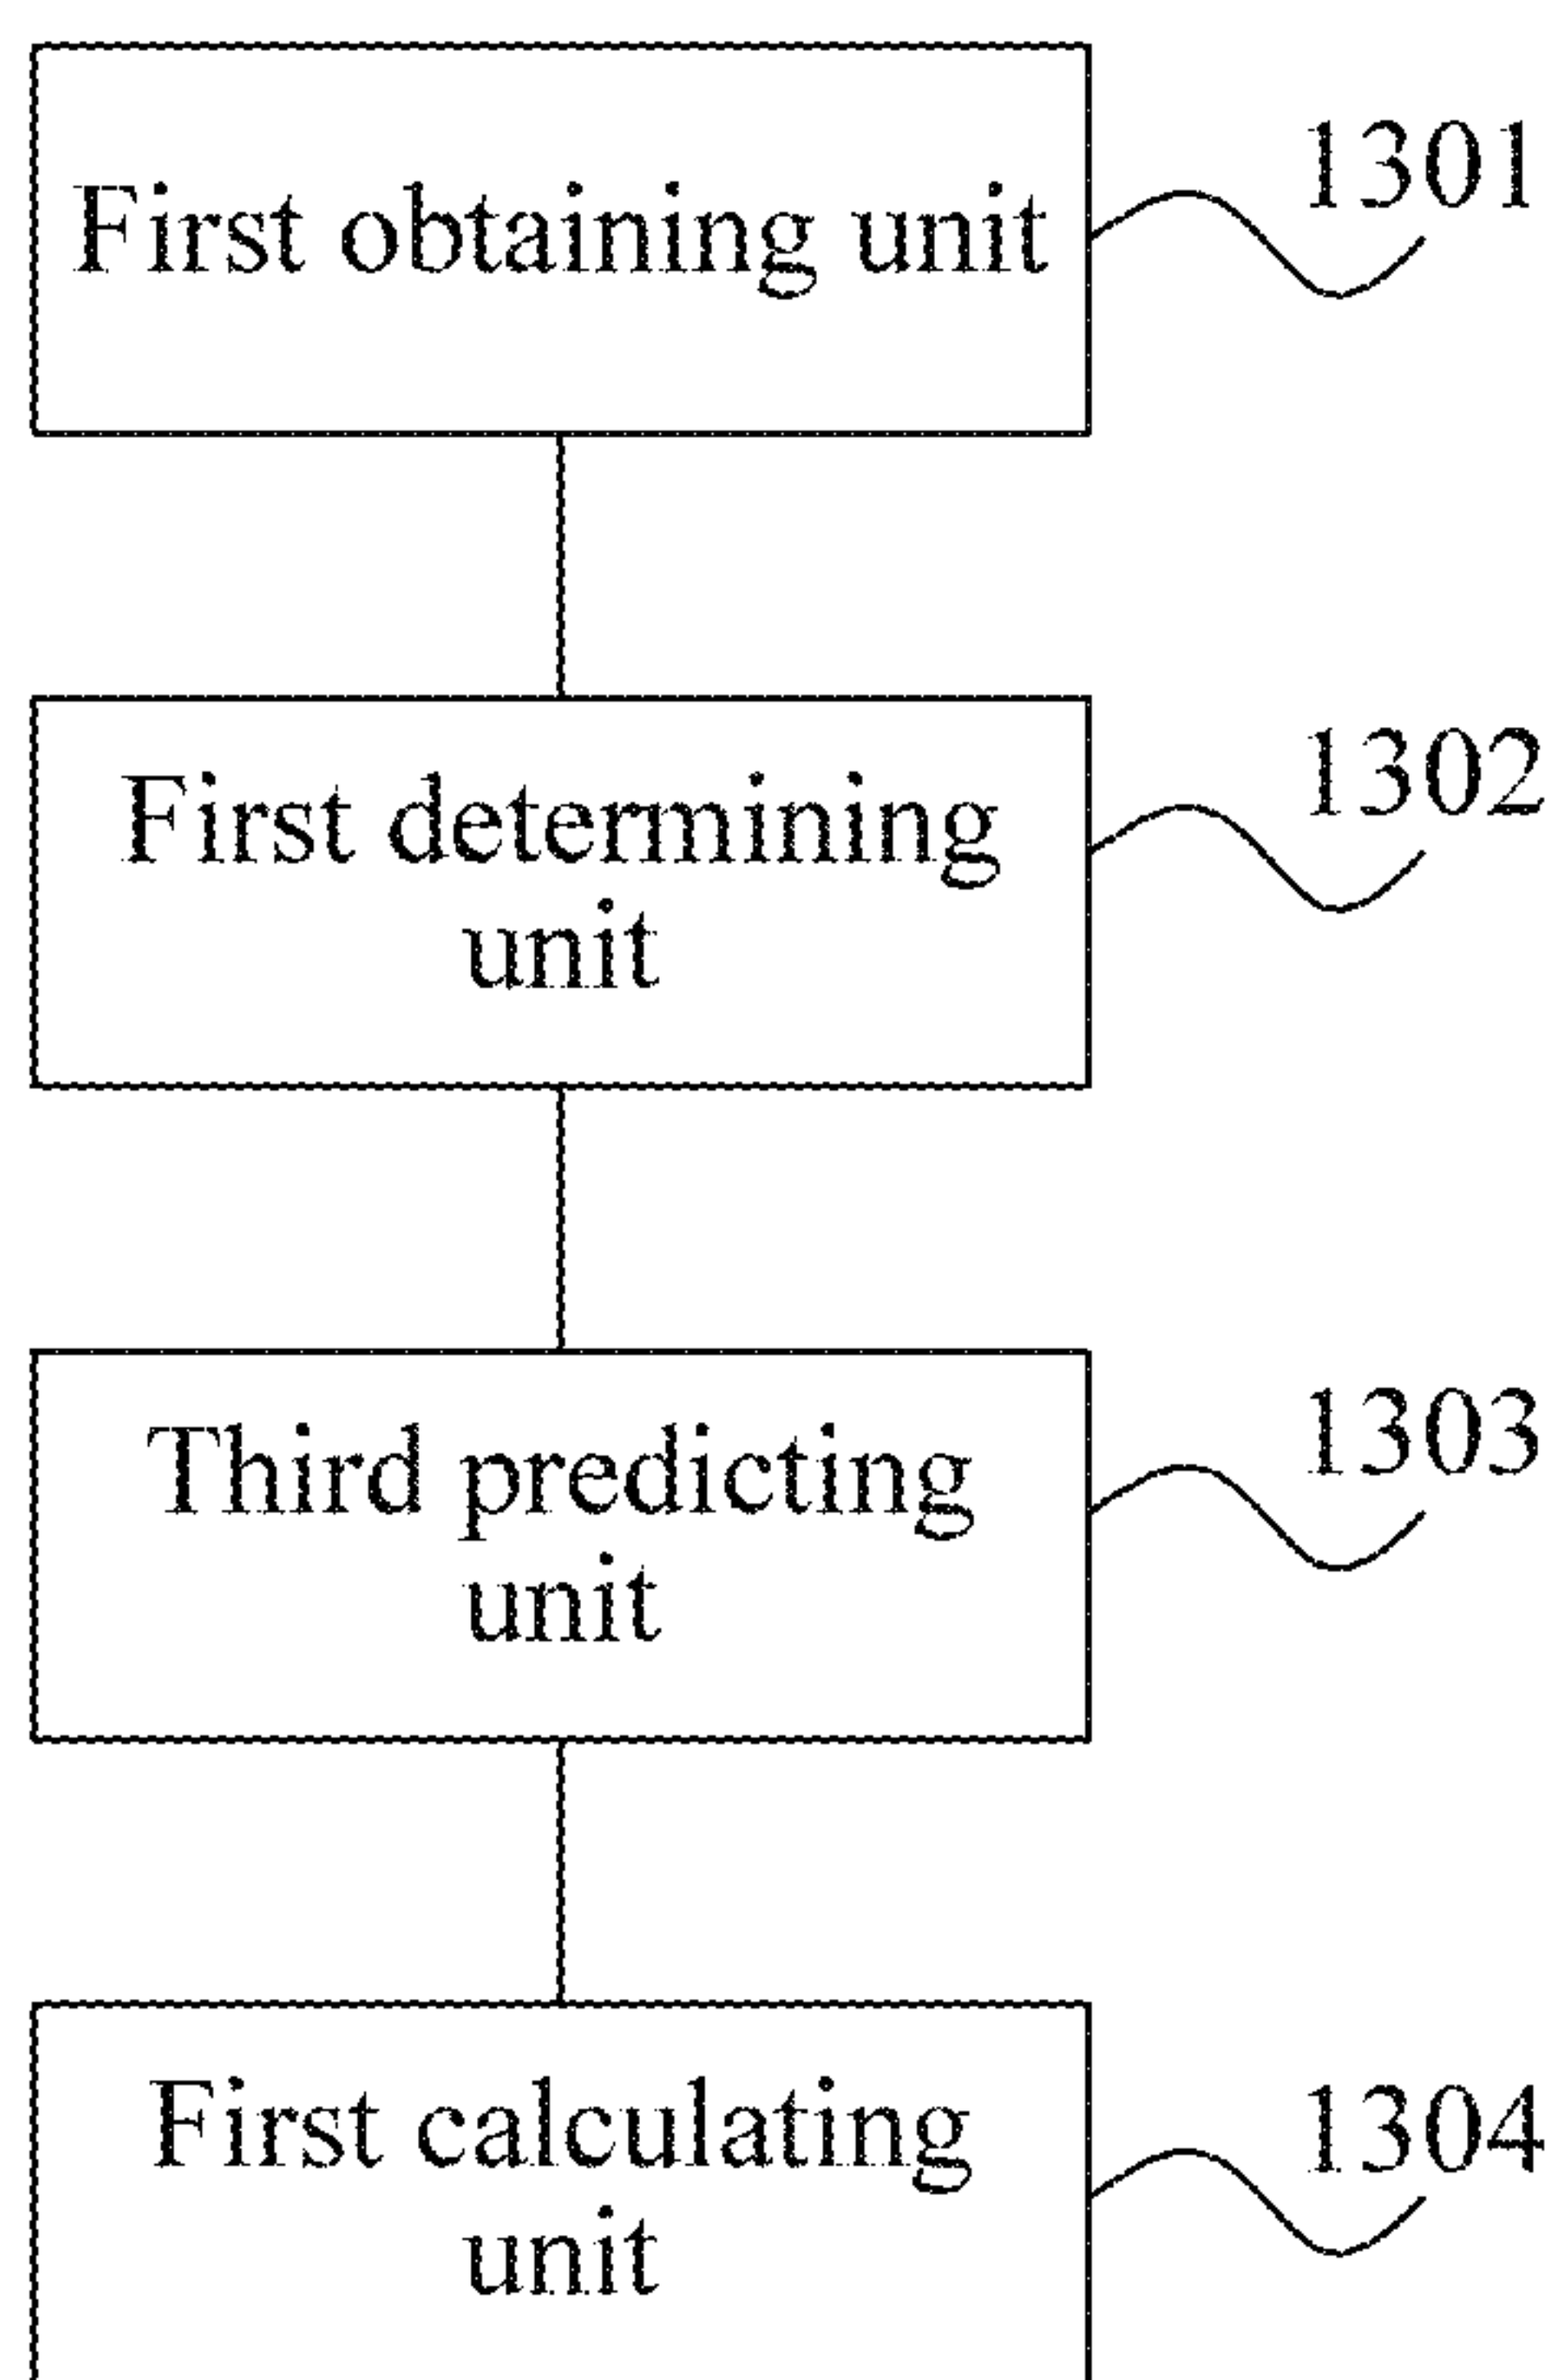 First obtaining unit
1301
First determining
unit
1302
Third predicting
unit
1303
First calculating
unit
1304